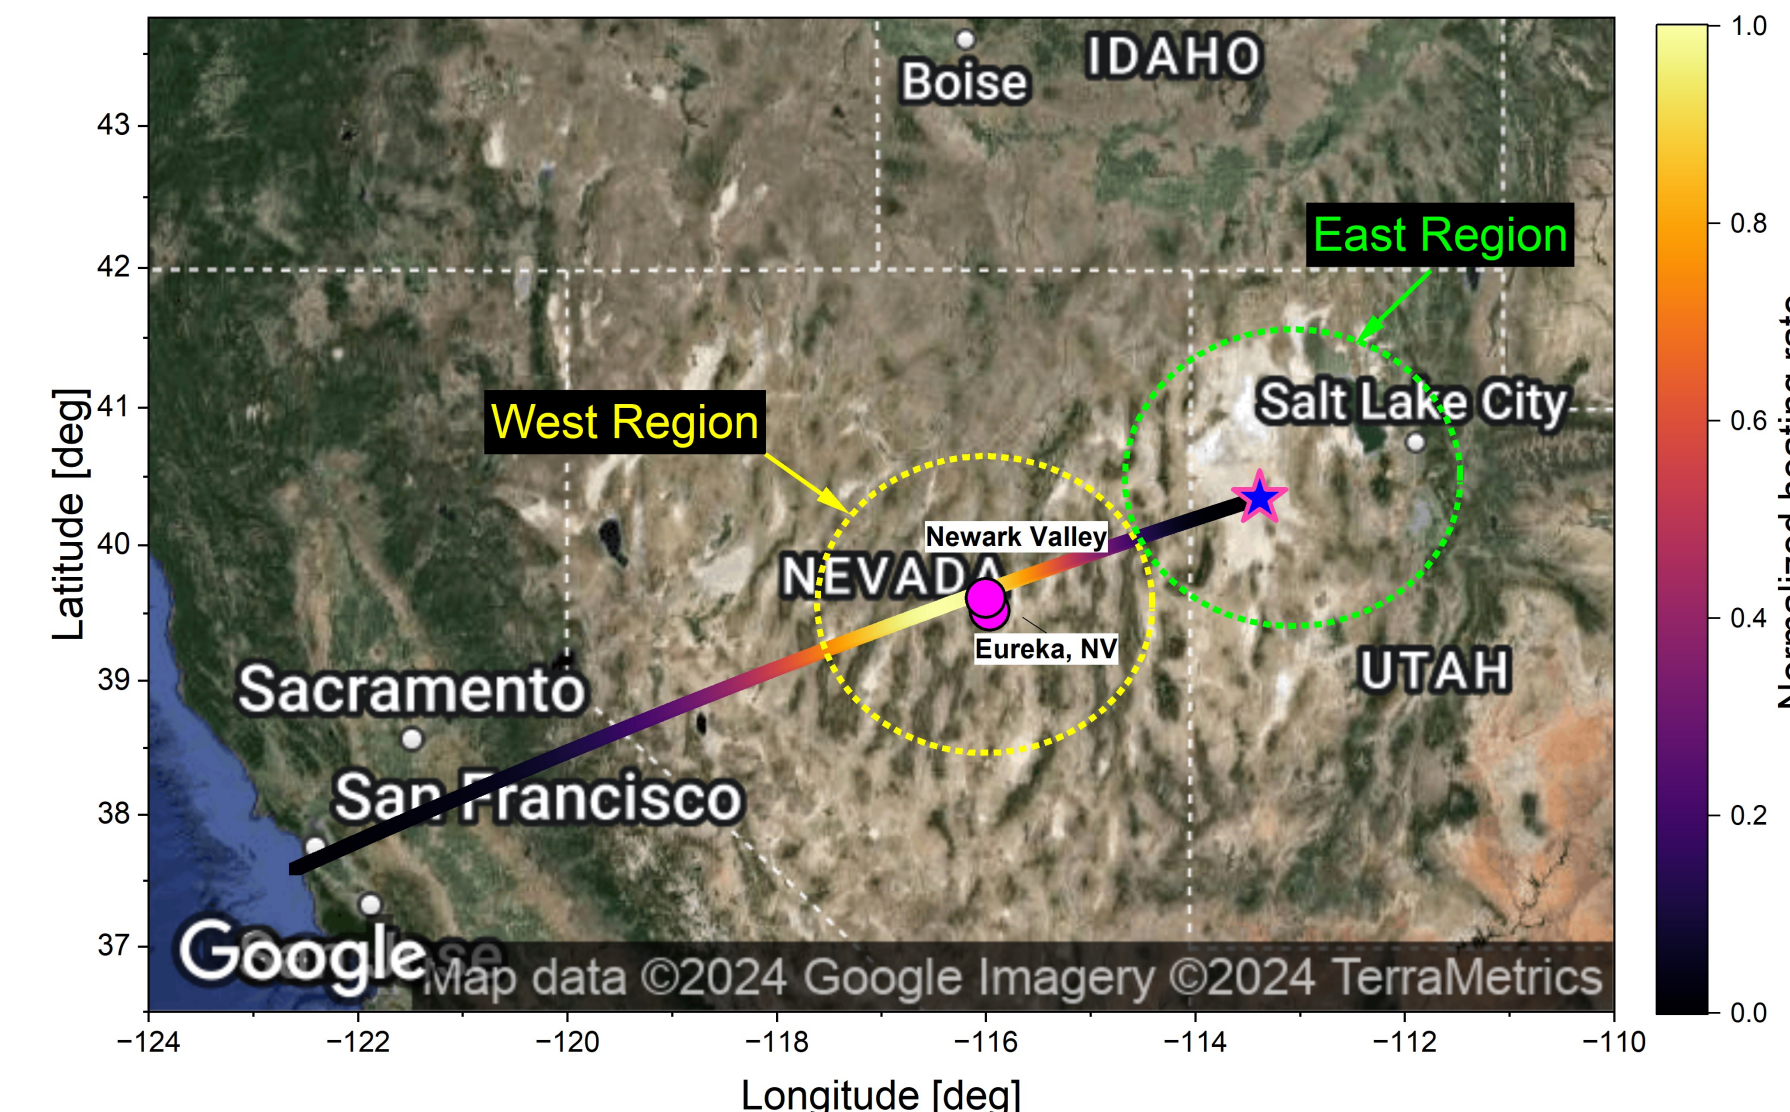 Boise
IDAHO
East Region
Salt Lake City
West Region
Newark Valley
NEVADA
Eureka, NV
UTAH
Sacramento
San Francisco
Google
Map data ©2024 Google Imagery ©2024 TerraMetrics
43
42
41
40
39
38
37
Latitude [deg]
−124
−122
−120
−118
−116
−114
−112
−110
Longitude [deg]
1.0
0.8
0.6
0.4
0.2
0.0